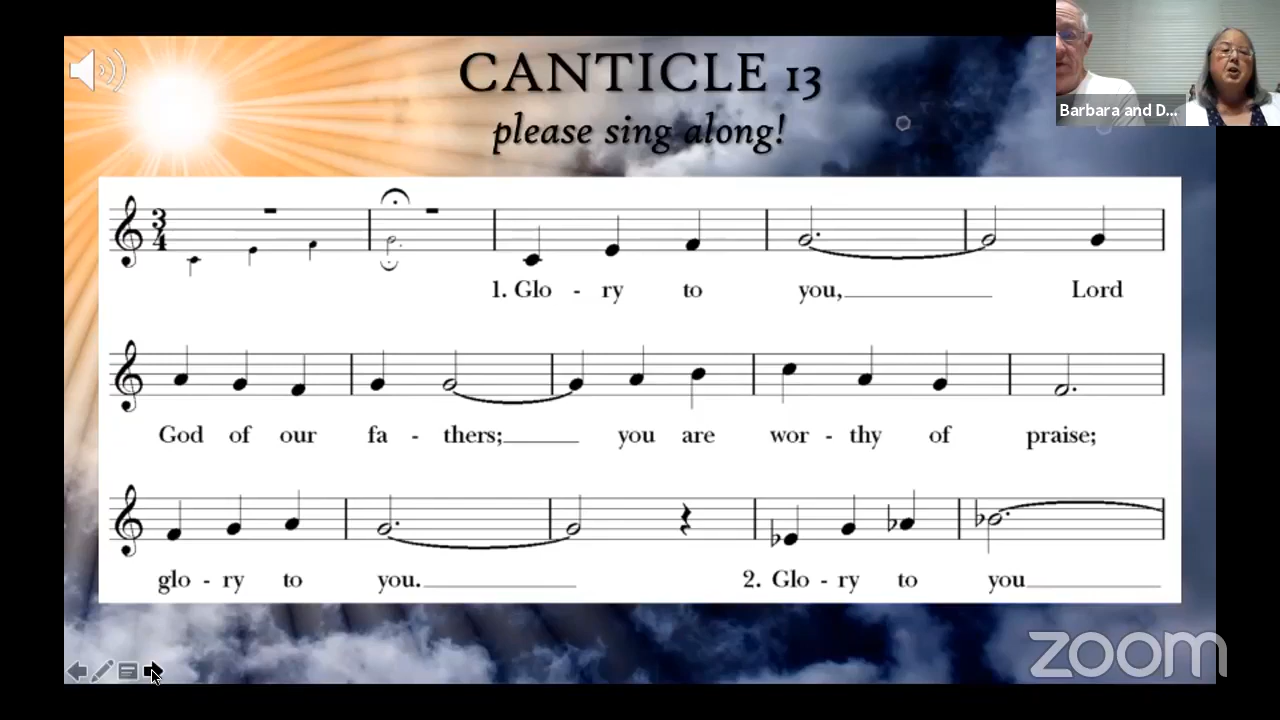 CANTICLE 13
please sing along!
Barbara and D...
1. Glo - ry to you, Lord
God of our fa - thers; you are wor - thy of praise;
glo - ry to you. 2. Glo - ry to you
zoom